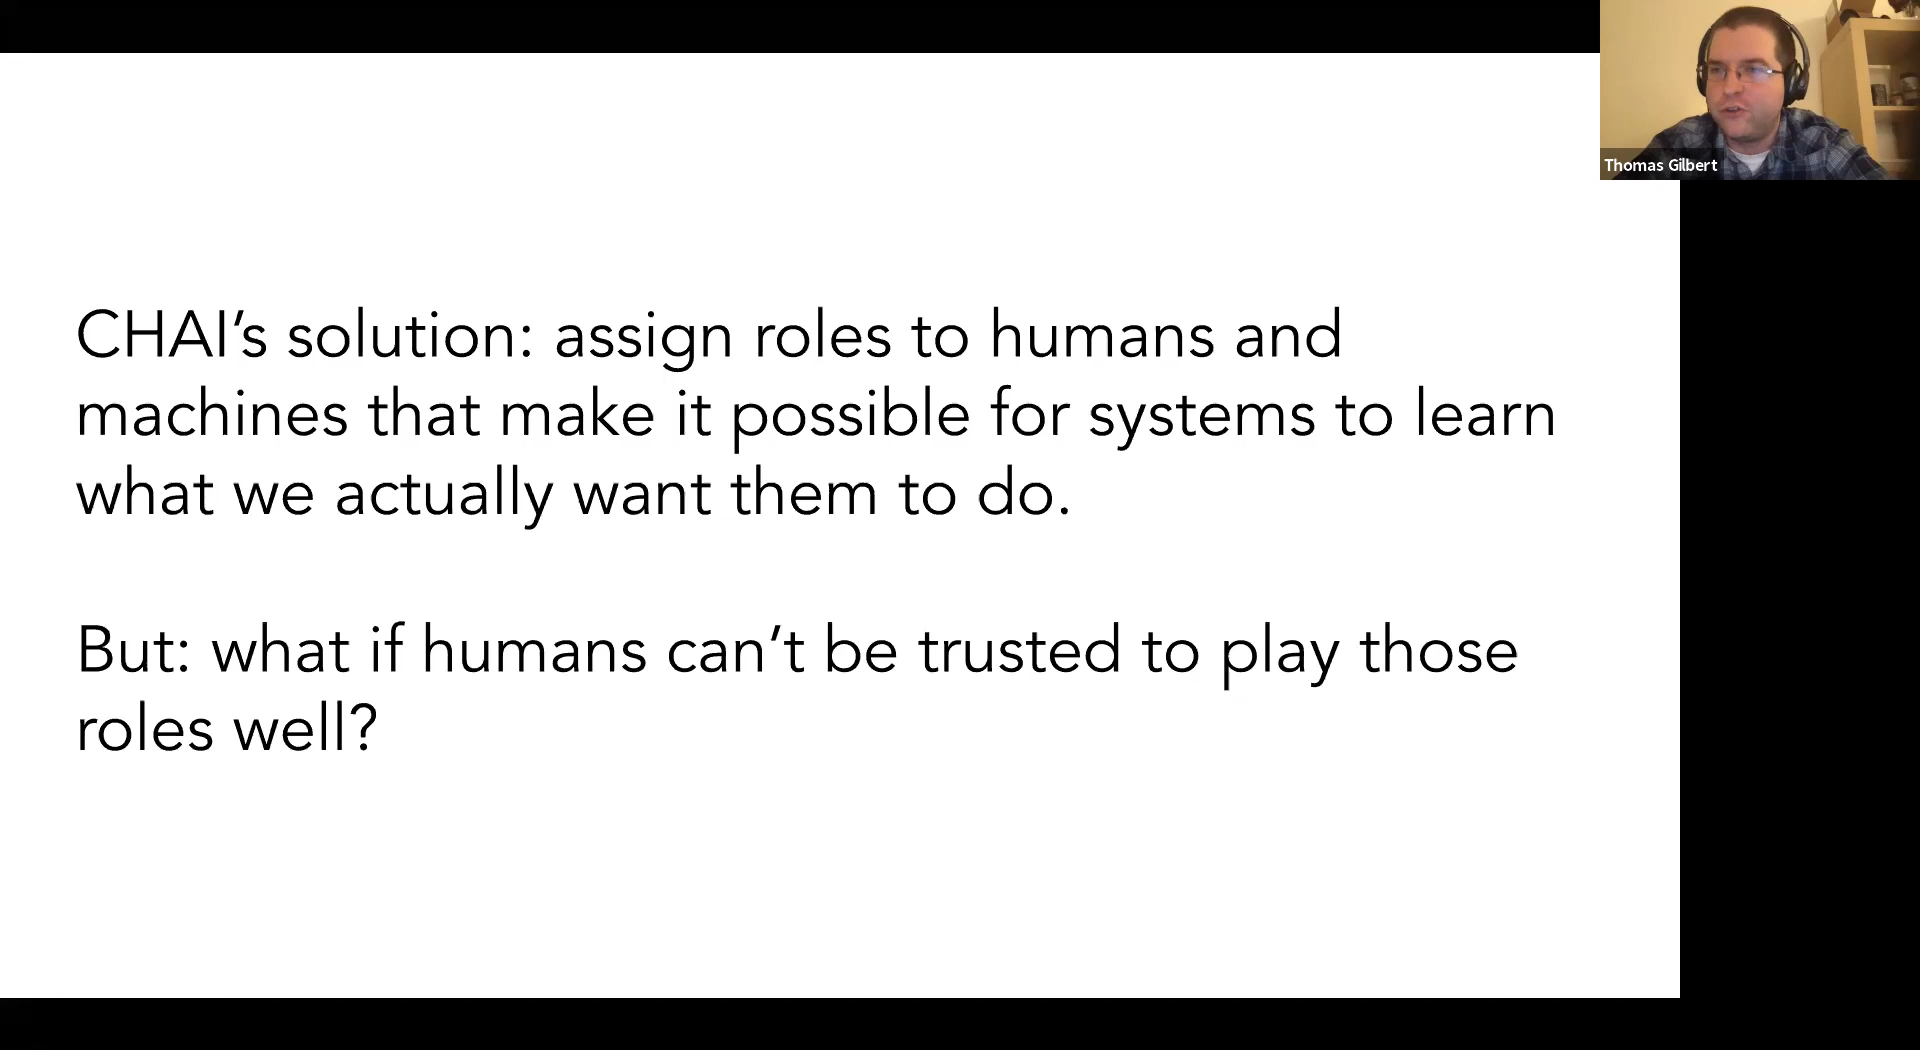 Thomas Gilbert
CHAI’s solution: assign roles to humans and
machines that make it possible for systems to learn
what we actually want them to do.
But: what if humans can’t be trusted to play those
roles well?